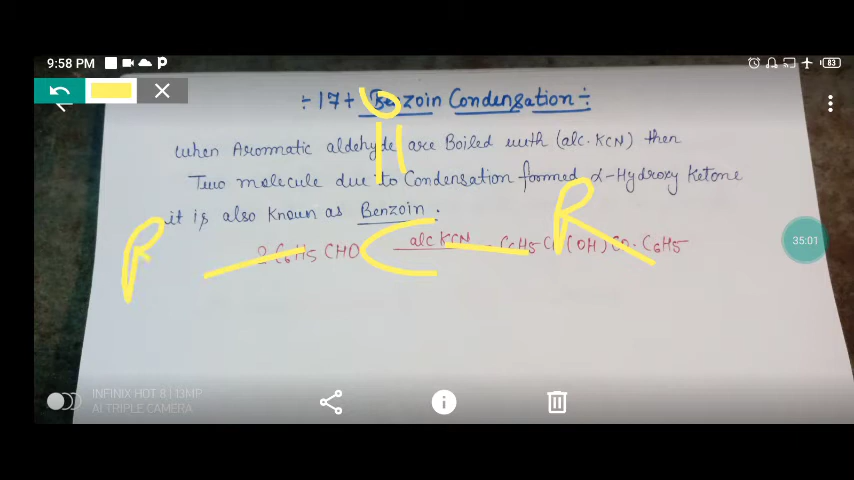 9:58 PM
83
÷ 17 + Benzoin Condensation ÷
when Aromatic aldehyde are Boiled with (alc. KCN) then
Two molecule due to Condensation formed α-Hydroxy Ketone
it is also known as Benzoin.
R
O
R
2 C6H5 CHO alc KCN C6H5 CH (OH) CO. C6H5
35:01
INFINIX HOT 8 | 13MP
AI TRIPLE CAMERA